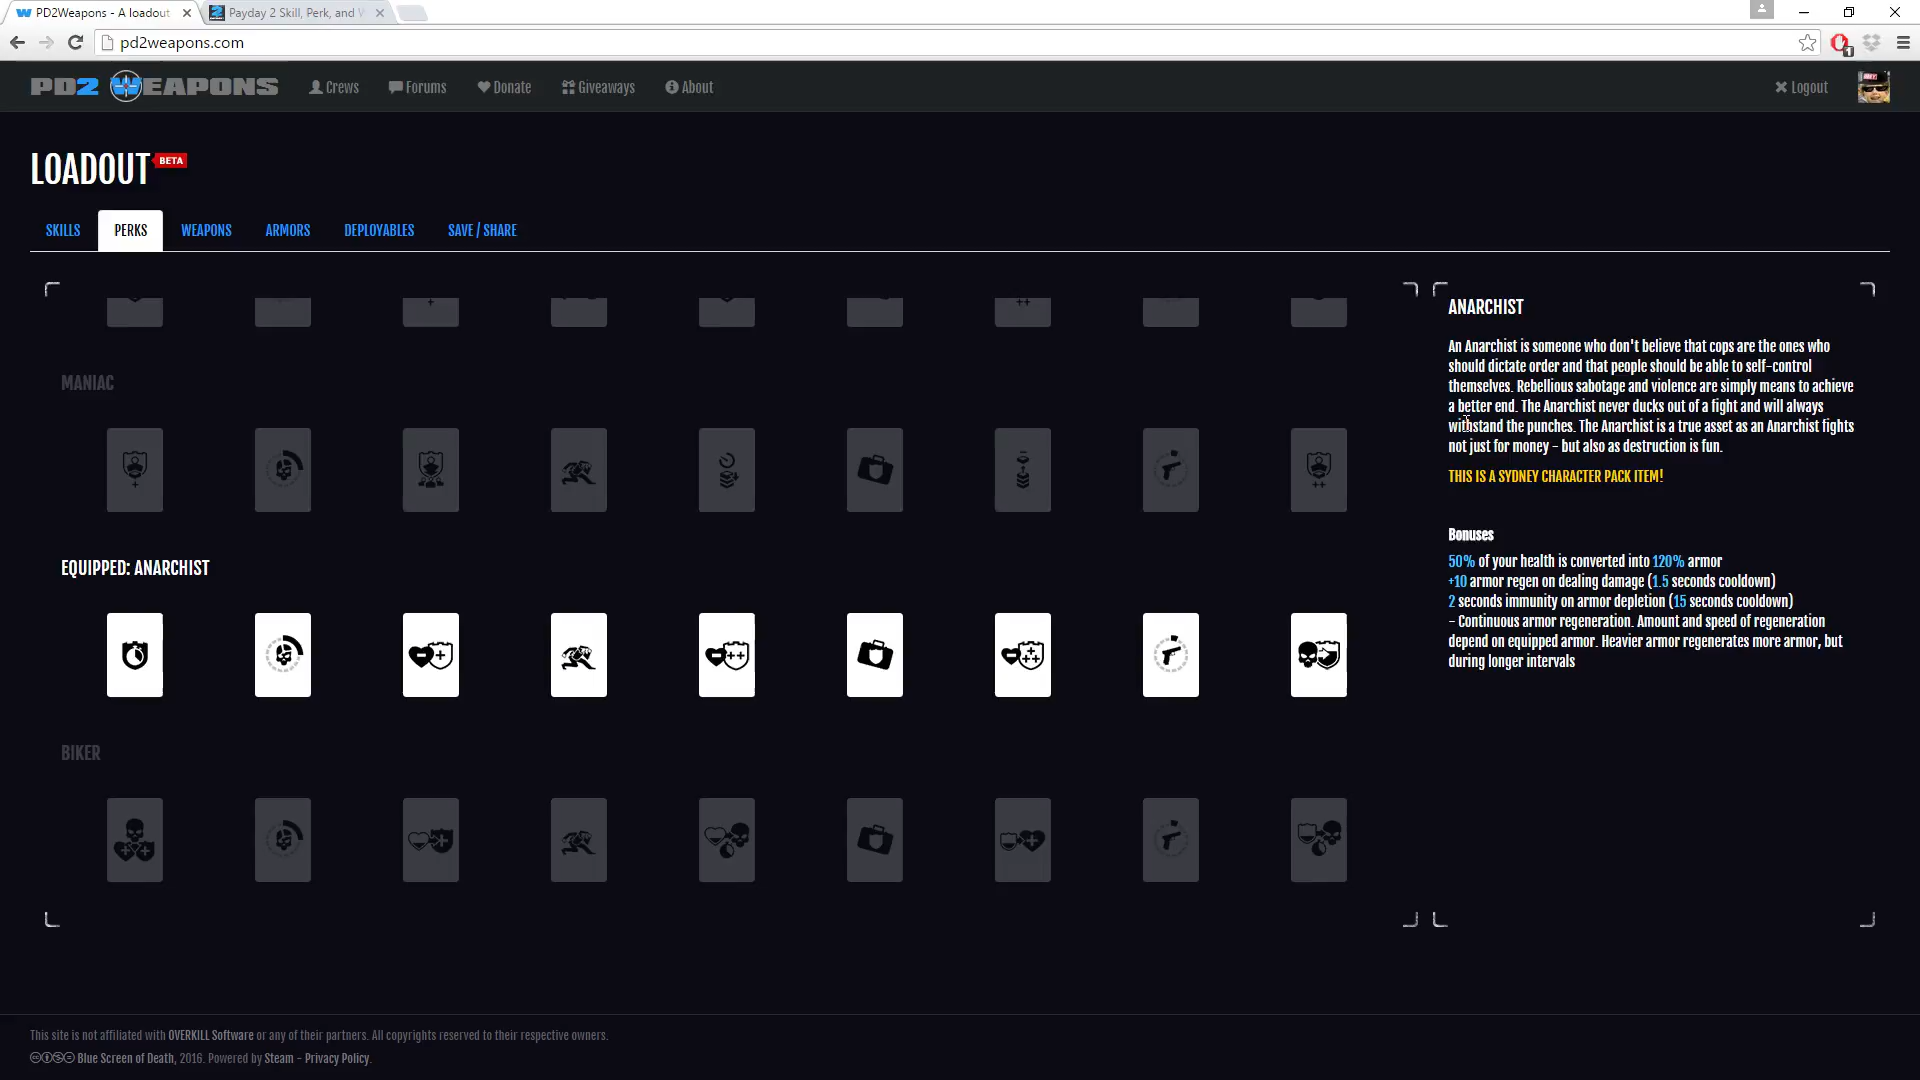 PD2Weapons - A loadout
Payday 2 Skill, Perk, and
pd2weapons.com
1
PD2 WEAPONS Crews Forums Donate Giveaways About Logout
LOADOUT BETA
SKILLS PERKS WEAPONS ARMORS DEPLOYABLES SAVE / SHARE
MANIAC
EQUIPPED: ANARCHIST
BIKER
ANARCHIST
An Anarchist is someone who don't believe that cops are the ones who
should dictate order and that people should be able to self-control
themselves. Rebellious sabotage and violence are simply means to achieve
a better end. The Anarchist never ducks out of a fight and will always
withstand the punches. The Anarchist is a true asset as an Anarchist fights
not just for money - but also as destruction is fun.
THIS IS A SYDNEY CHARACTER PACK ITEM!
Bonuses
50% of your health is converted into 120% armor
+10 armor regen on dealing damage (1.5 seconds cooldown)
2 seconds immunity on armor depletion (15 seconds cooldown)
- Continuous armor regeneration. Amount and speed of regeneration
depend on equipped armor. Heavier armor regenerates more armor, but
during longer intervals
This site is not affiliated with OVERKILL Software or any of their partners. All copyrights reserved to their respective owners.
Blue Screen of Death, 2016. Powered by Steam - Privacy Policy.